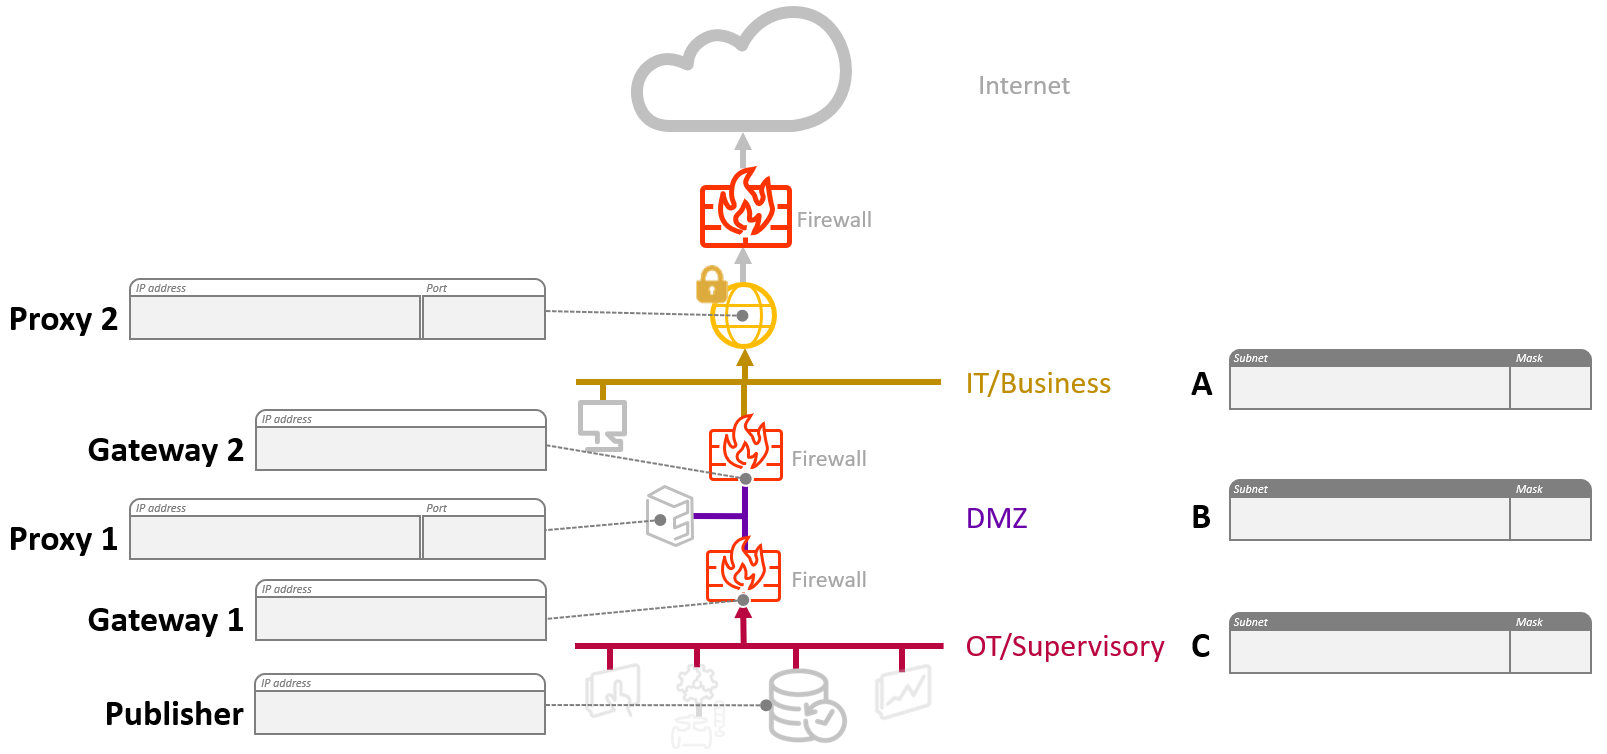 Internet
Firewall
IP address Port
Proxy 2
IT/Business A
Subnet Mask
IP address
Gateway 2
Firewall
IP address Port
Proxy 1
DMZ B
Subnet Mask
IP address
Gateway 1
Firewall
OT/Supervisory C
Subnet Mask
IP address
Publisher